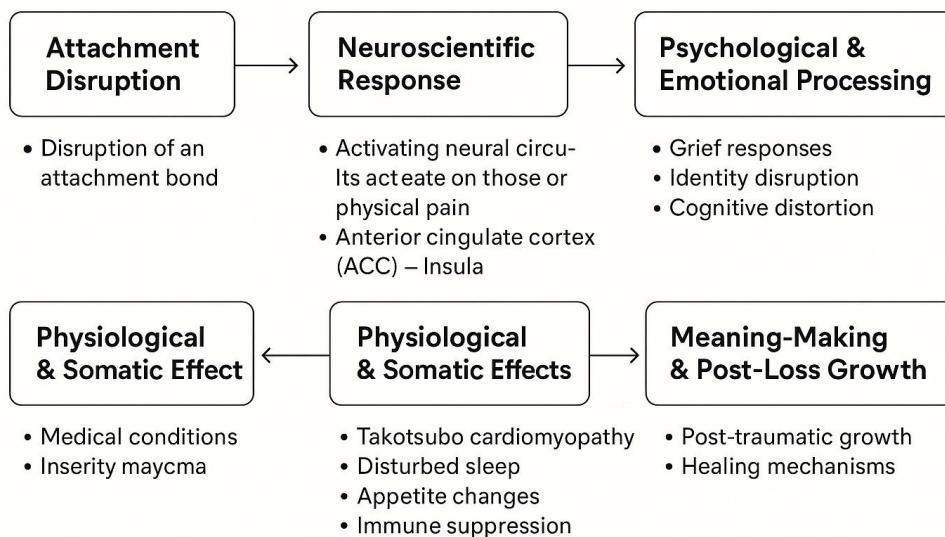 Attachment
Disruption
• Disruption of an
attachment bond
Neuroscientific
Response
• Activating neural circu-
Its acteate on those or
physical pain
• Anterior cingulate cortex
(ACC) – Insula
Psychological &
Emotional Processing
• Grief responses
• Identity disruption
• Cognitive distortion
Physiological
& Somatic Effect
• Medical conditions
• Inserity maycma
Physiological
& Somatic Effects
• Takotsubo cardiomyopathy
• Disturbed sleep
• Appetite changes
• Immune suppression
Meaning-Making
& Post-Loss Growth
• Post-traumatic growth
• Healing mechanisms